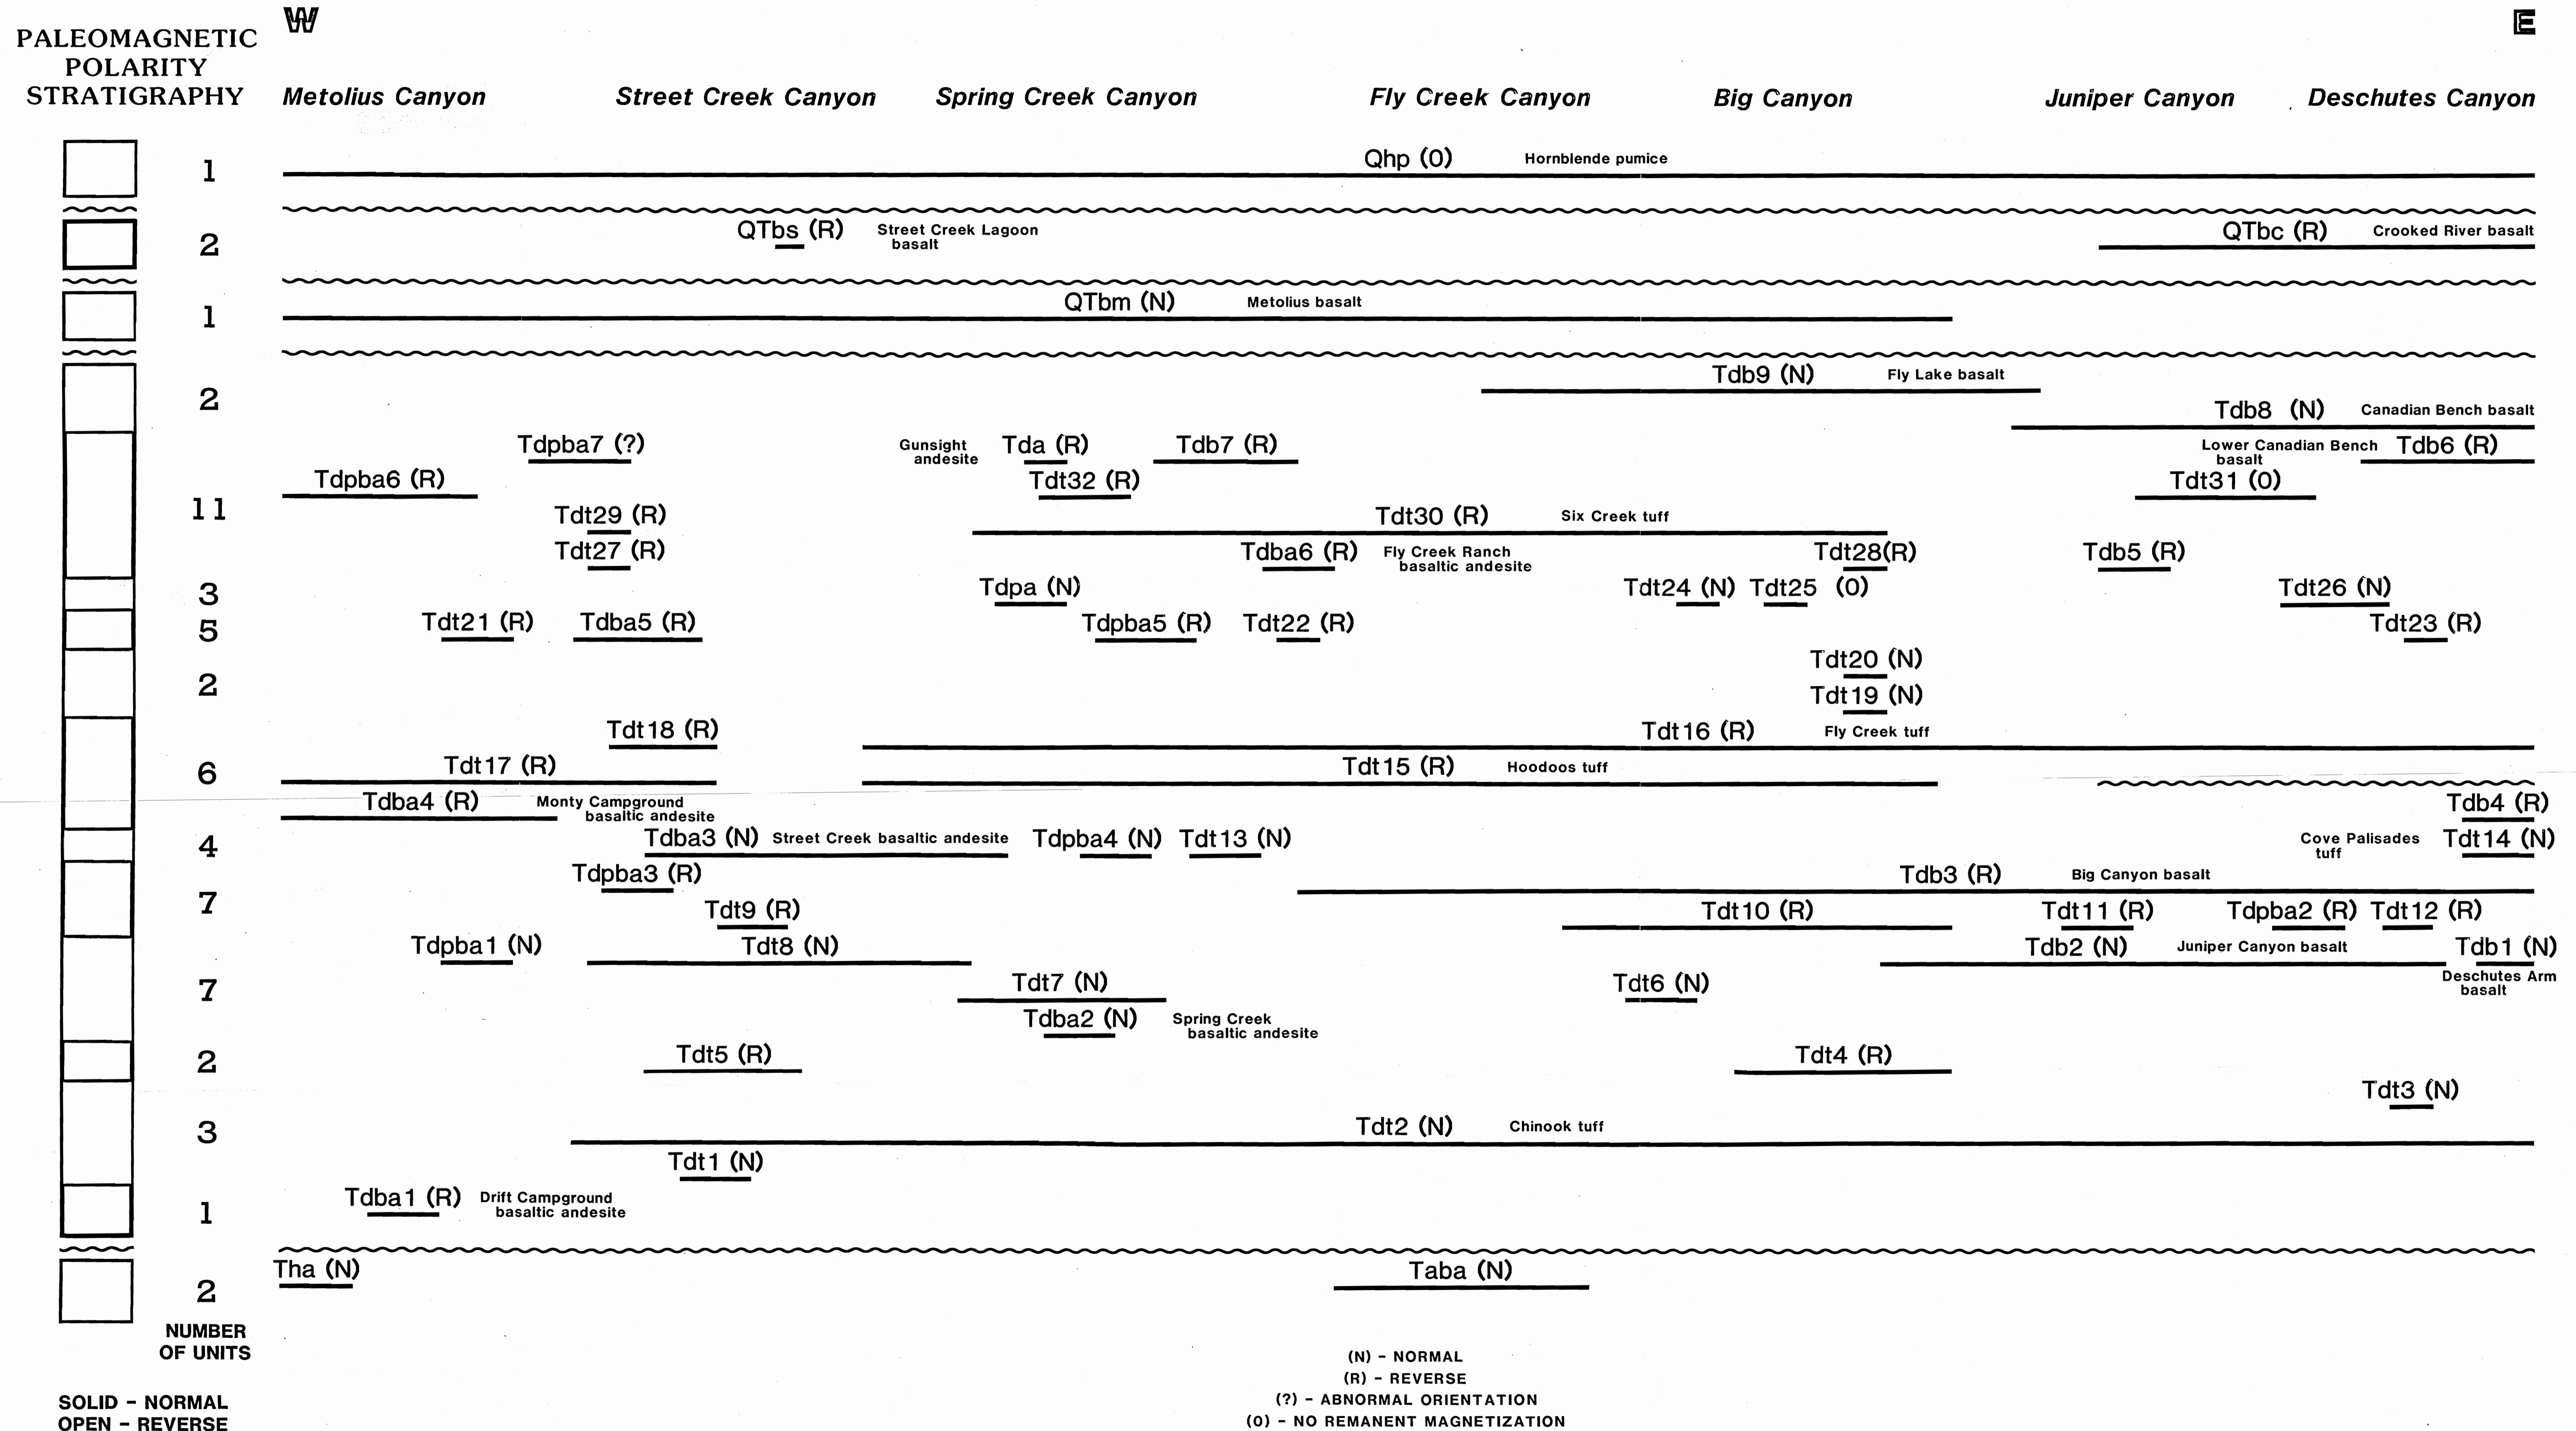 W
E
PALEOMAGNETIC
POLARITY
STRATIGRAPHY
Metolius Canyon Street Creek Canyon Spring Creek Canyon Fly Creek Canyon Big Canyon Juniper Canyon Deschutes Canyon
1 Qhp (0) Hornblende pumice
2 QTbs (R) Street Creek Lagoon
basalt
QTbc (R) Crooked River basalt
1 QTbm (N) Metolius basalt
2 Tdb9 (N) Fly Lake basalt
Tdb8 (N) Canadian Bench basalt
Tdpba7 (?) Gunsight
andesite
Tda (R) Tdb7 (R) Lower Canadian Bench
basalt
Tdb6 (R)
Tdpba6 (R) Tdt32 (R) Tdt31 (0)
11 Tdt29 (R) Tdt30 (R) Six Creek tuff
Tdt27 (R) Tdba6 (R) Fly Creek Ranch
basaltic andesite
Tdt28(R) Tdb5 (R)
3 Tdpa (N) Tdt24 (N) Tdt25 (0) Tdt26 (N)
5 Tdt21 (R) Tdba5 (R) Tdpba5 (R) Tdt22 (R) Tdt23 (R)
Tdt20 (N)
2 Tdt19 (N)
Tdt18 (R) Tdt16 (R) Fly Creek tuff
6 Tdt17 (R) Tdt15 (R) Hoodoos tuff
Tdba4 (R) Monty Campground
basaltic andesite
Tdb4 (R)
4 Tdba3 (N) Street Creek basaltic andesite Tdpba4 (N) Tdt13 (N) Cove Palisades
tuff
Tdt14 (N)
Tdpba3 (R) Tdb3 (R) Big Canyon basalt
7 Tdt9 (R) Tdt10 (R) Tdt11 (R) Tdpba2 (R) Tdt12 (R)
Tdpba1 (N) Tdt8 (N) Tdb2 (N) Juniper Canyon basalt Tdb1 (N)
Deschutes Arm
basalt
7 Tdt7 (N) Tdt6 (N)
Tdba2 (N) Spring Creek
basaltic andesite
2 Tdt5 (R) Tdt4 (R)
Tdt3 (N)
3 Tdt2 (N) Chinook tuff
Tdt1 (N)
1 Tdba1 (R) Drift Campground
basaltic andesite
2 Tha (N) Taba (N)
NUMBER
OF UNITS
SOLID – NORMAL
OPEN – REVERSE
(N) – NORMAL
(R) – REVERSE
(?) – ABNORMAL ORIENTATION
(0) – NO REMANENT MAGNETIZATION